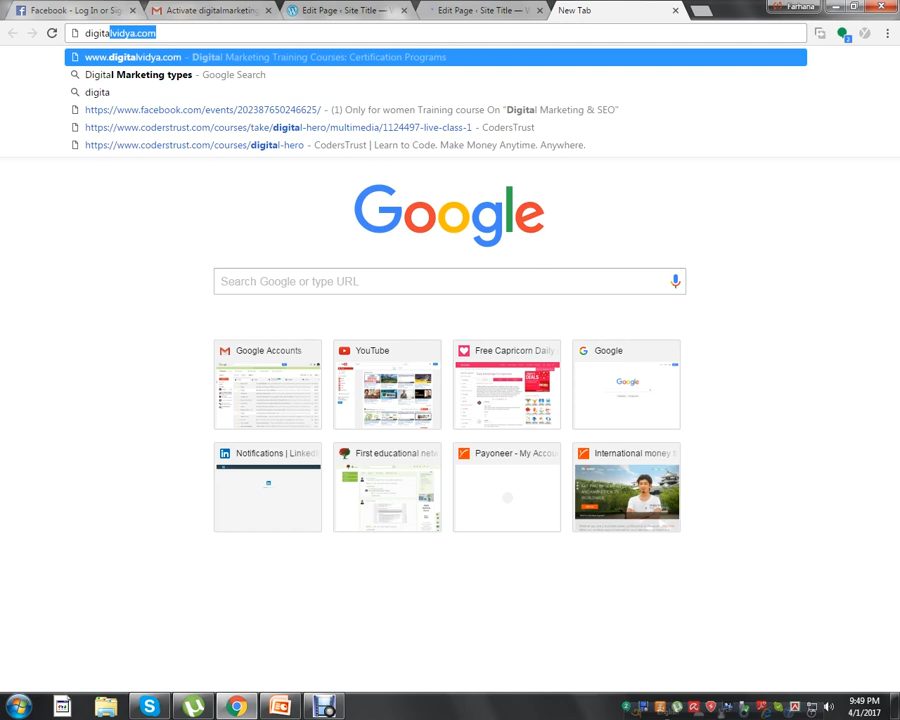 Facebook - Log In or Sig
Activate digitalmarketing
Edit Page ‹ Site Title — V
Edit Page ‹ Site Title — V
New Tab
Farhana
digitalvidya.com
www.digitalvidya.com - Digital Marketing Training Courses: Certification Programs
Digital Marketing types - Google Search
digita
https://www.facebook.com/events/202387650246625/ - (1) Only for women Training course On "Digital Marketing & SEO"
https://www.coderstrust.com/courses/take/digital-hero/multimedia/1124497-live-class-1 - CodersTrust
https://www.coderstrust.com/courses/digital-hero - CodersTrust | Learn to Code. Make Money Anytime. Anywhere.
Google
Search Google or type URL
Google Accounts
YouTube
Free Capricorn Daily
Google
Google
Notifications | LinkedI
First educational netw
Payoneer - My Accou
International money t
9:49 PM
4/1/2017